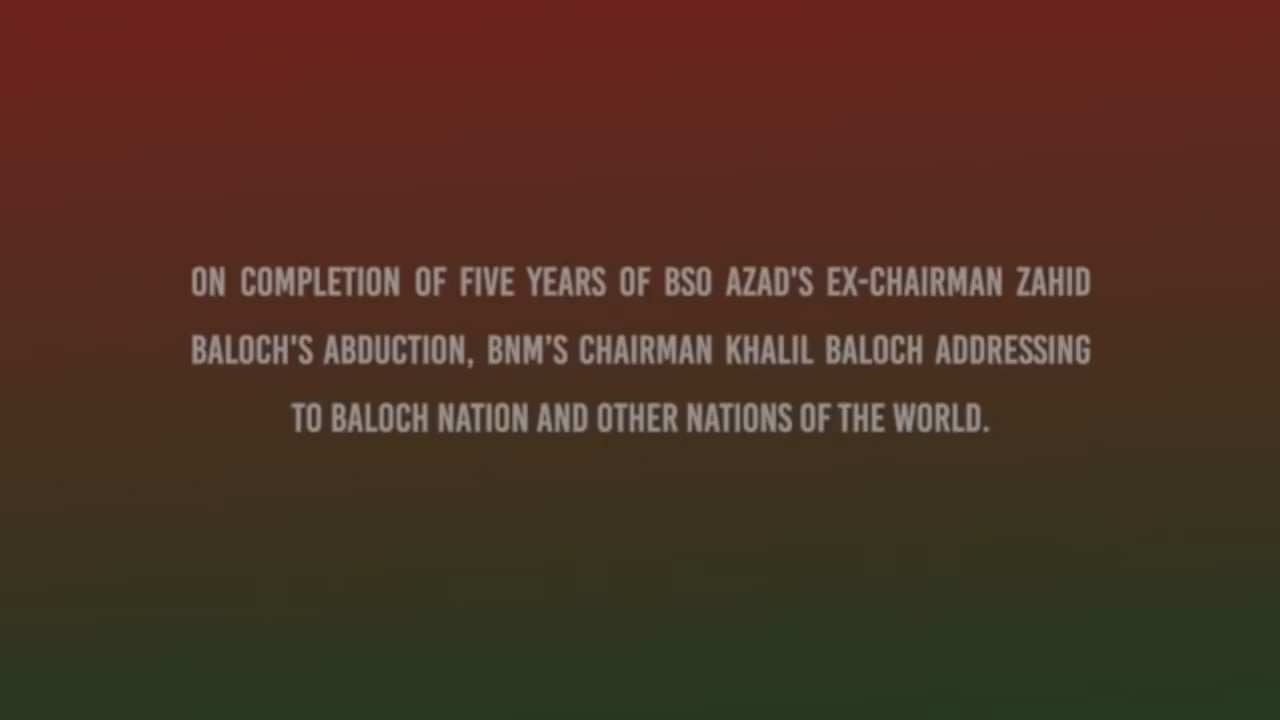 ON COMPLETION OF FIVE YEARS OF BSO AZAD'S EX-CHAIRMAN ZAHID
BALOCH'S ABDUCTION, BNM’S CHAIRMAN KHALIL BALOCH ADDRESSING
TO BALOCH NATION AND OTHER NATIONS OF THE WORLD.